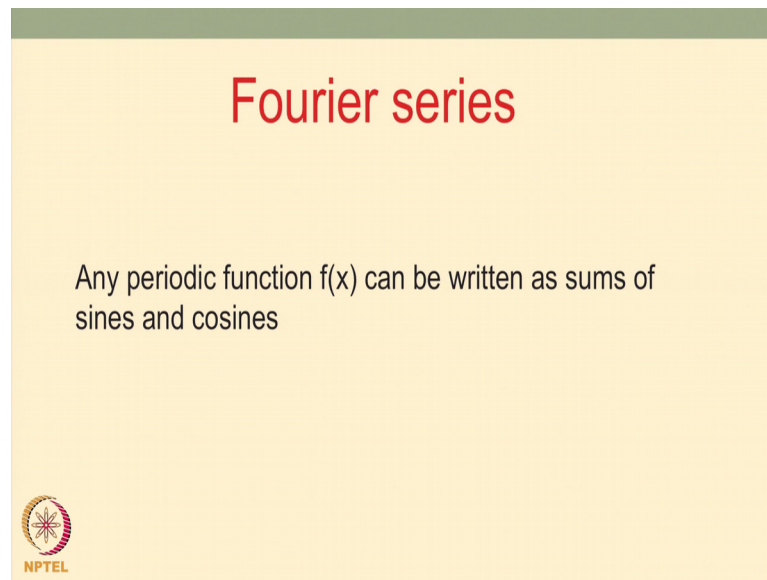 Fourier series
Any periodic function f(x) can be written as sums of
sines and cosines
NPTEL